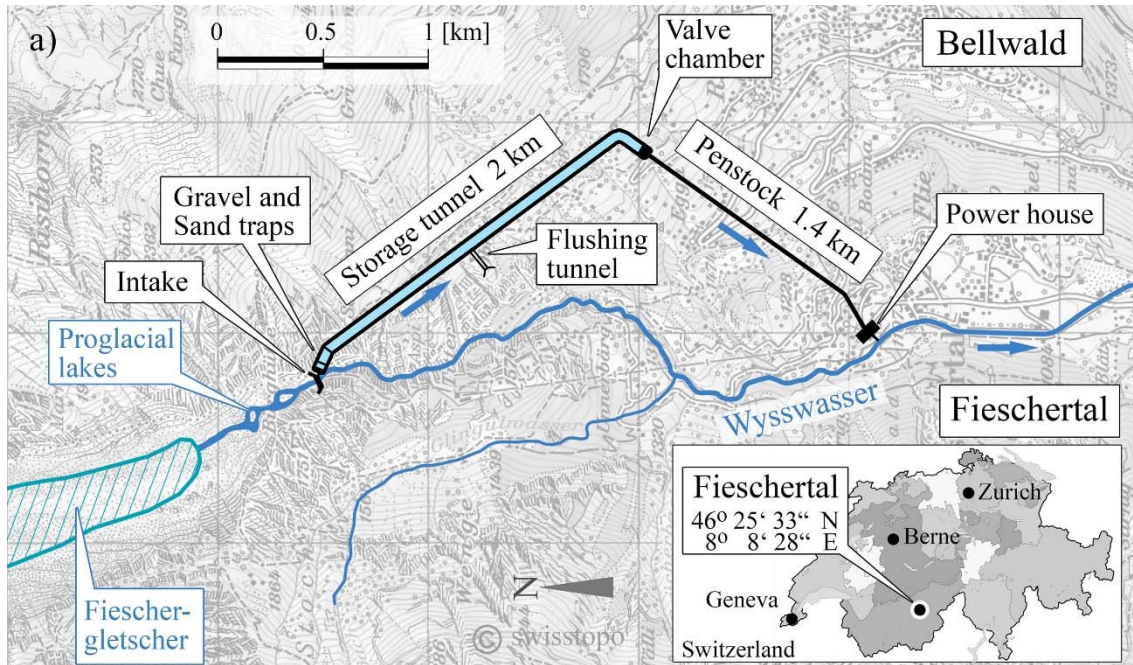 a)
0 0.5 1 [km]
Valve
chamber
Bellwald
Storage tunnel 2 km
Penstock 1.4 km
Gravel and
Sand traps
Flushing
tunnel
Power house
Intake
Proglacial
lakes
Wysswasser
Fieschertal
Fiescher-
gletscher
N
© swisstopo
Fieschertal
46° 25‘ 33“ N
8° 8‘ 28“ E
Zurich
Berne
Geneva
Switzerland
2573
1864